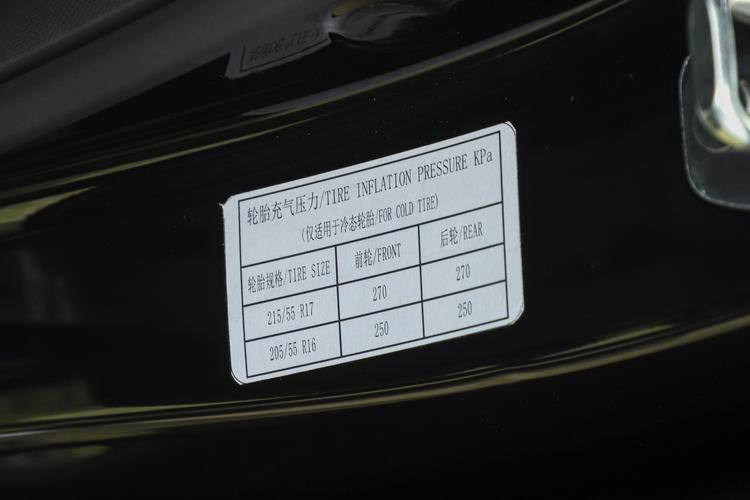 轮胎充气压力/TIRE INFLATION PRESSURE KPa
(仅适用于冷态轮胎/FOR COLD TIRE)
轮胎规格/TIRE SIZE 前轮/FRONT 后轮/REAR
215/55 R17 270 270
205/55 R16 250 250